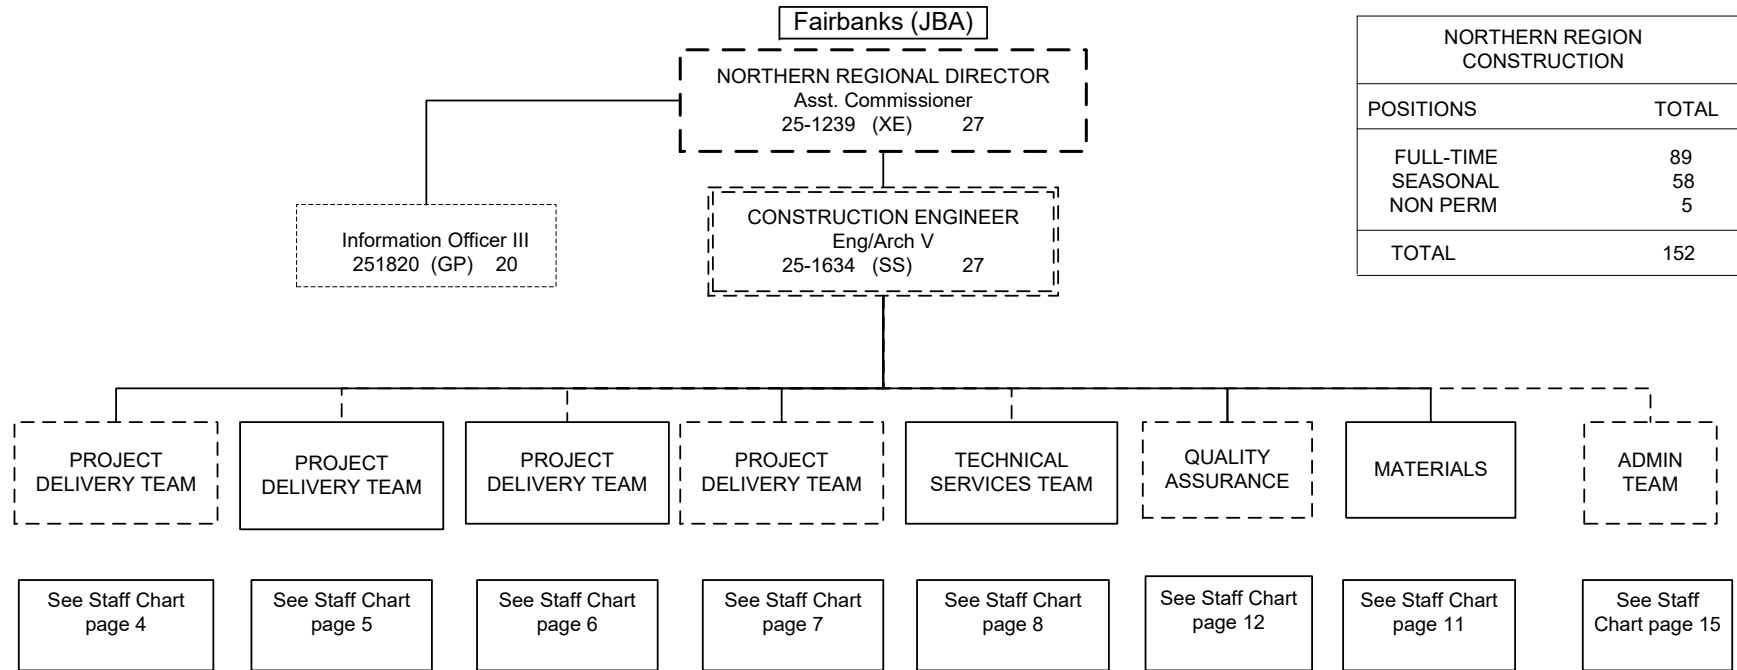 Fairbanks (JBA)
NORTHERN REGIONAL DIRECTOR
Asst. Commissioner
25-1239 (XE) 27
Information Officer III
251820 (GP) 20
CONSTRUCTION ENGINEER
Eng/Arch V
25-1634 (SS) 27
NORTHERN REGION
CONSTRUCTION
POSITIONS TOTAL
FULL-TIME 89
SEASONAL 58
NON PERM 5
TOTAL 152
PROJECT
DELIVERY TEAM
PROJECT
DELIVERY TEAM
PROJECT
DELIVERY TEAM
PROJECT
DELIVERY TEAM
TECHNICAL
SERVICES TEAM
QUALITY
ASSURANCE
MATERIALS
ADMIN
TEAM
See Staff Chart
page 4
See Staff Chart
page 5
See Staff Chart
page 6
See Staff Chart
page 7
See Staff Chart
page 8
See Staff Chart
page 12
See Staff Chart
page 11
See Staff
Chart page 15